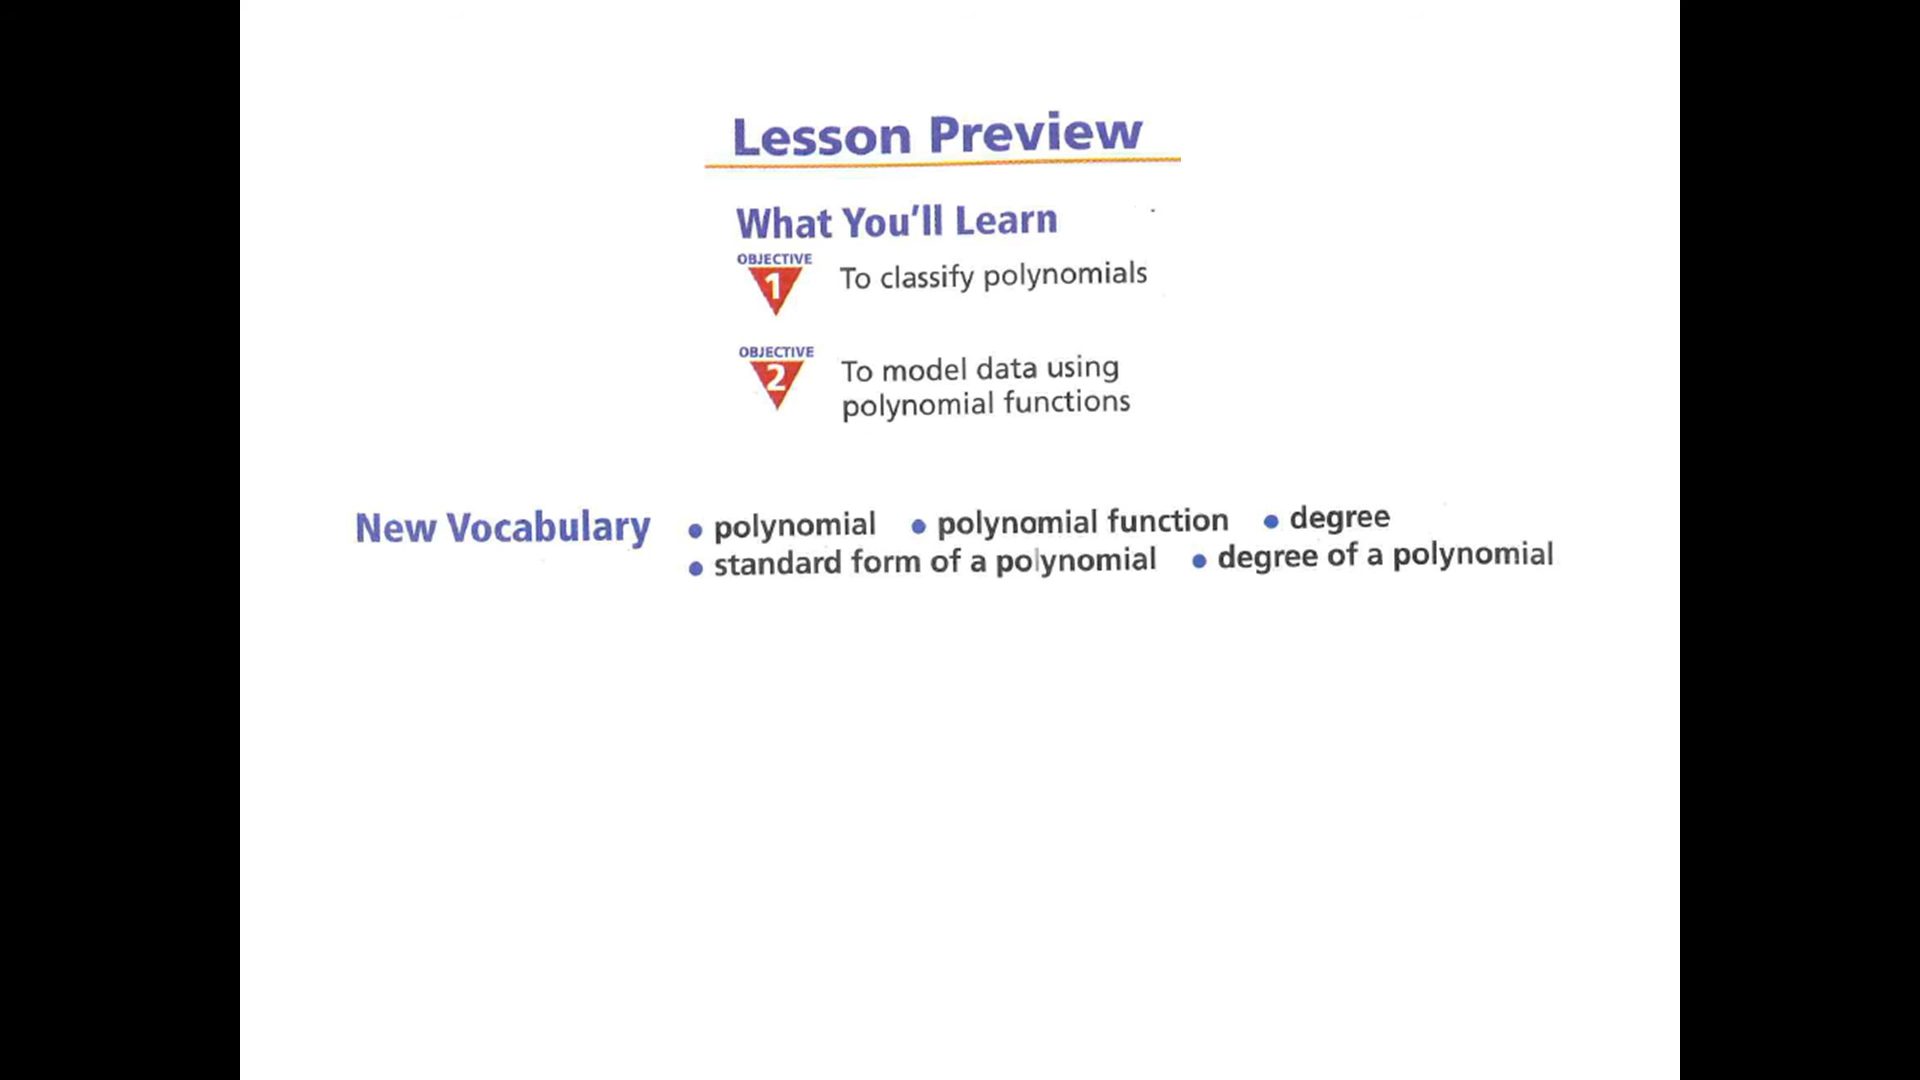 Lesson Preview
What You'll Learn
OBJECTIVE
1 To classify polynomials
OBJECTIVE
2 To model data using
polynomial functions
New Vocabulary • polynomial • polynomial function • degree
• standard form of a polynomial • degree of a polynomial